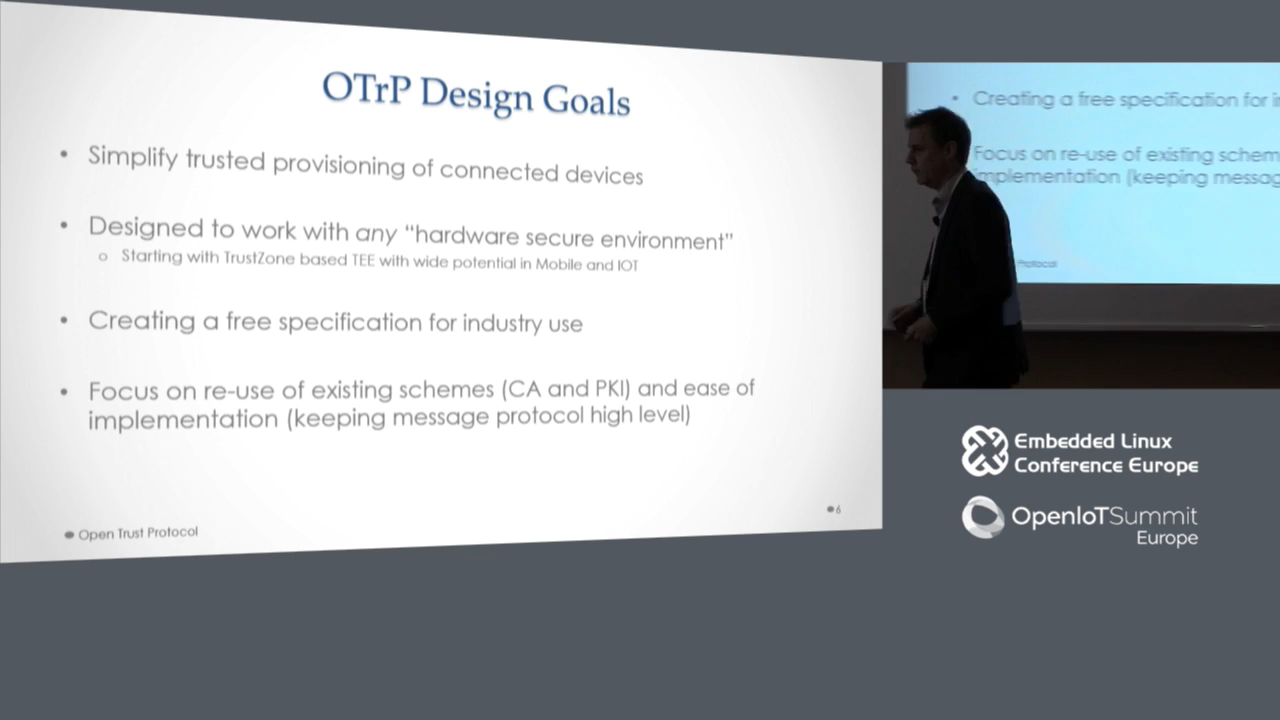 OTrP Design Goals
• Simplify trusted provisioning of connected devices
• Designed to work with any “hardware secure environment”
o Starting with TrustZone based TEE with wide potential in Mobile and IOT
• Creating a free specification for industry use
• Focus on re-use of existing schemes (CA and PKI) and ease of
implementation (keeping message protocol high level)
•6
• Open Trust Protocol
• Creating a free specification for i
Focus on re-use of existing schem
implementation (keeping messag
Protocol
Embedded Linux
Conference Europe
OpenIoTSummit
Europe